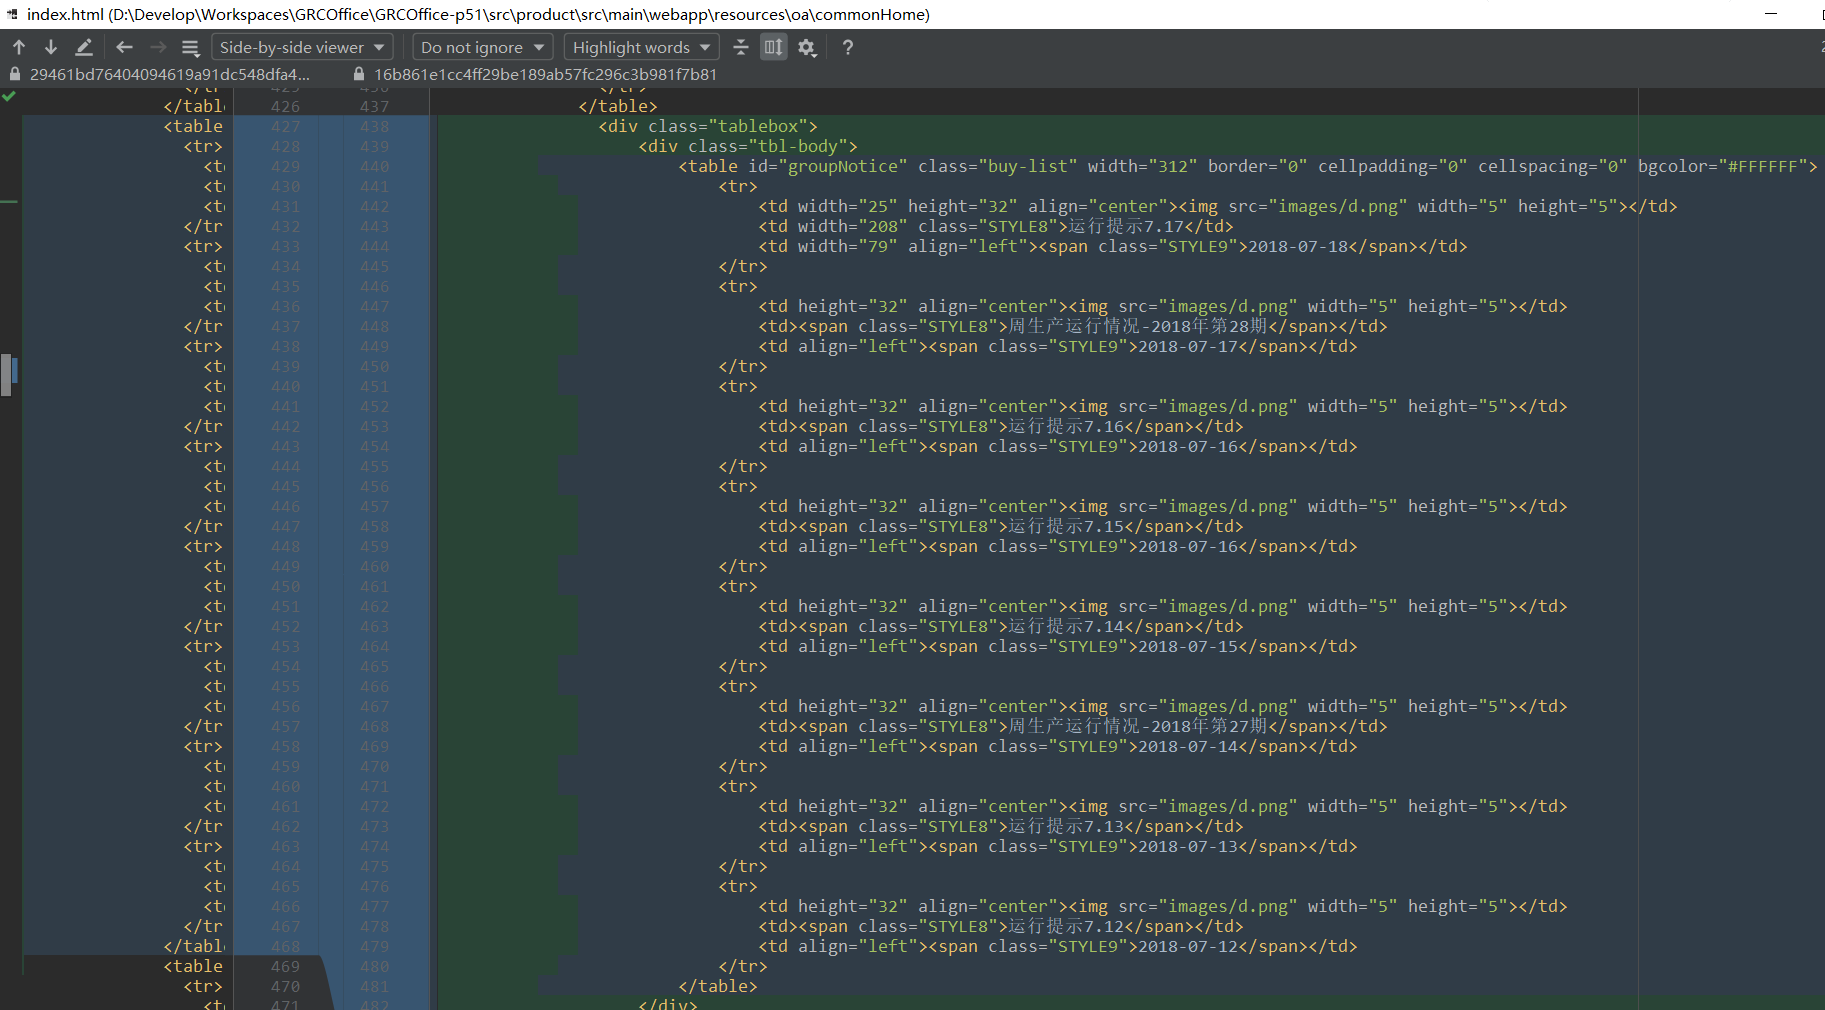 index.html (D:\Develop\Workspaces\GRCOffice\GRCOffice-p51\src\product\src\main\webapp\resources\oa\commonHome)
Side-by-side viewer Do not ignore Highlight words ?
29461bd76404094619a91dc548dfa4... 16b861e1cc4ff29be189ab57fc296c3b981f7b81
</tabl 426 437 </table>
<table 427 438 <div class="tablebox">
<tr> 428 439 <div class="tbl-body">
<t 429 440 <table id="groupNotice" class="buy-list" width="312" border="0" cellpadding="0" cellspacing="0" bgcolor="#FFFFFF">
<t 430 441 <tr>
<t 431 442 <td width="25" height="32" align="center"><img src="images/d.png" width="5" height="5"></td>
</tr 432 443 <td width="208" class="STYLE8">运行提示7.17</td>
<tr> 433 444 <td width="79" align="left"><span class="STYLE9">2018-07-18</span></td>
<t 434 445 </tr>
<t 435 446 <tr>
<t 436 447 <td height="32" align="center"><img src="images/d.png" width="5" height="5"></td>
</tr 437 448 <td><span class="STYLE8">周生产运行情况-2018年第28期</span></td>
<tr> 438 449 <td align="left"><span class="STYLE9">2018-07-17</span></td>
<t 439 450 </tr>
<t 440 451 <tr>
<t 441 452 <td height="32" align="center"><img src="images/d.png" width="5" height="5"></td>
</tr 442 453 <td><span class="STYLE8">运行提示7.16</span></td>
<tr> 443 454 <td align="left"><span class="STYLE9">2018-07-16</span></td>
<t 444 455 </tr>
<t 445 456 <tr>
<t 446 457 <td height="32" align="center"><img src="images/d.png" width="5" height="5"></td>
</tr 447 458 <td><span class="STYLE8">运行提示7.15</span></td>
<tr> 448 459 <td align="left"><span class="STYLE9">2018-07-16</span></td>
<t 449 460 </tr>
<t 450 461 <tr>
<t 451 462 <td height="32" align="center"><img src="images/d.png" width="5" height="5"></td>
</tr 452 463 <td><span class="STYLE8">运行提示7.14</span></td>
<tr> 453 464 <td align="left"><span class="STYLE9">2018-07-15</span></td>
<t 454 465 </tr>
<t 455 466 <tr>
<t 456 467 <td height="32" align="center"><img src="images/d.png" width="5" height="5"></td>
</tr 457 468 <td><span class="STYLE8">周生产运行情况-2018年第27期</span></td>
<tr> 458 469 <td align="left"><span class="STYLE9">2018-07-14</span></td>
<t 459 470 </tr>
<t 460 471 <tr>
<t 461 472 <td height="32" align="center"><img src="images/d.png" width="5" height="5"></td>
</tr 462 473 <td><span class="STYLE8">运行提示7.13</span></td>
<tr> 463 474 <td align="left"><span class="STYLE9">2018-07-13</span></td>
<t 464 475 </tr>
<t 465 476 <tr>
<t 466 477 <td height="32" align="center"><img src="images/d.png" width="5" height="5"></td>
</tr 467 478 <td><span class="STYLE8">运行提示7.12</span></td>
</tabl 468 479 <td align="left"><span class="STYLE9">2018-07-12</span></td>
<table 469 480 </tr>
<tr> 470 481 </table>
<t 471 482 </div>